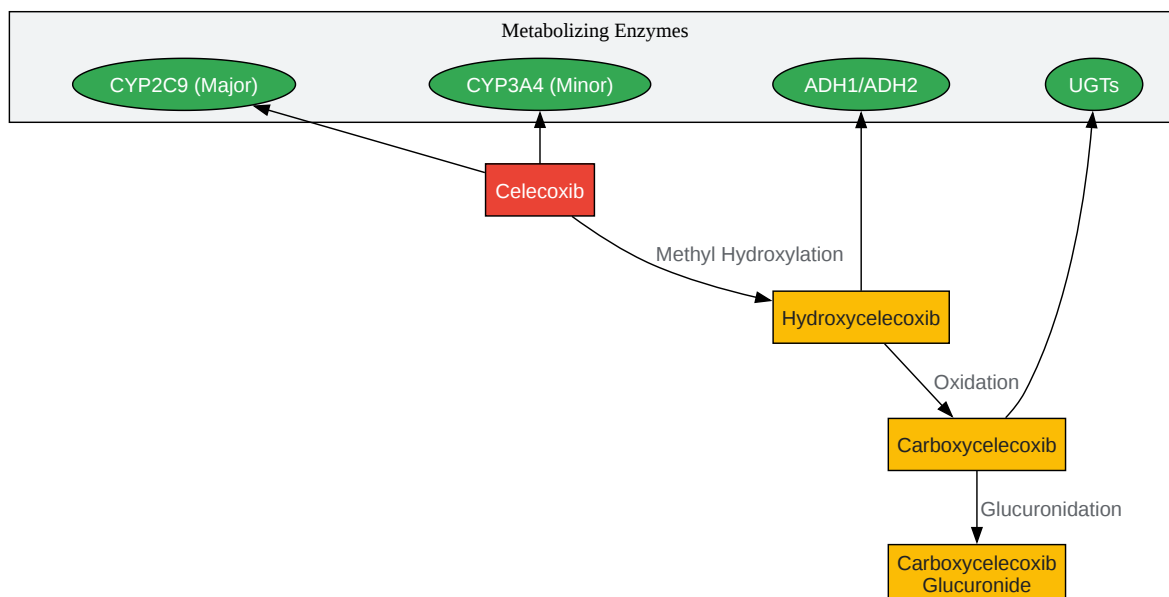 Metabolizing Enzymes
CYP2C9 (Major)
CYP3A4 (Minor)
ADH1/ADH2
UGTs
Celecoxib
Methyl Hydroxylation
Hydroxycelecoxib
Oxidation
Carboxycelecoxib
Glucuronidation
Carboxycelecoxib
Glucuronide